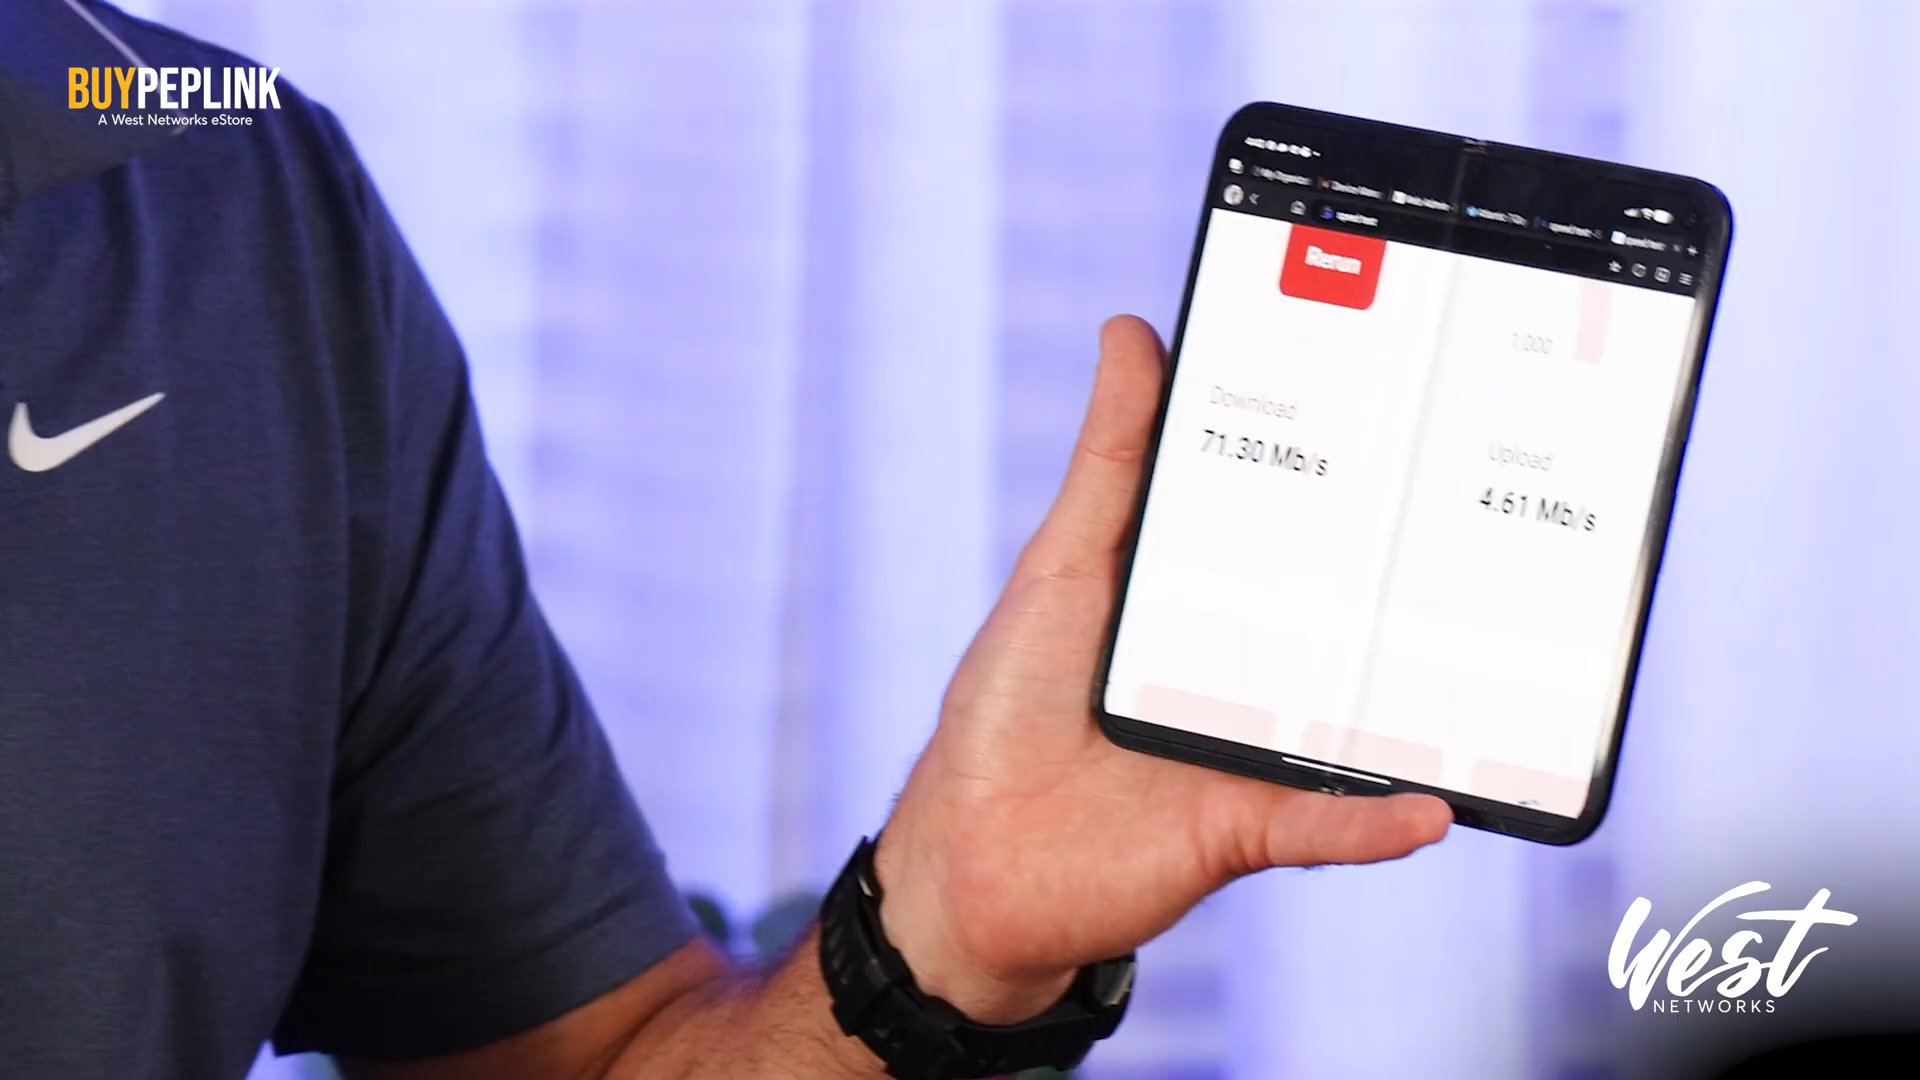 BUYPEPLINK
A West Networks eStore
Rerun
1,000
Download
71.30 Mb/s
Upload
4.61 Mb/s
West
NETWORKS